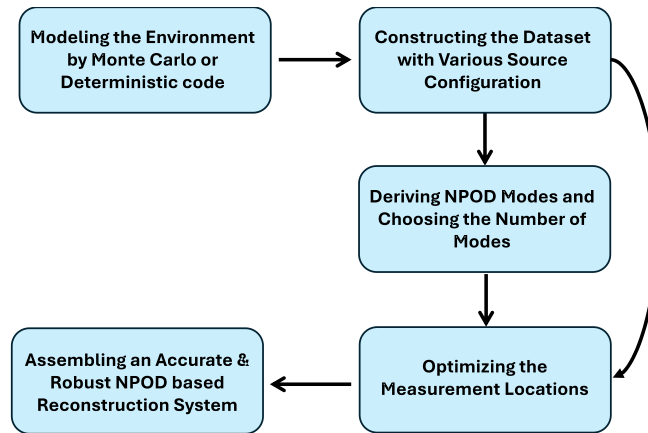 Modeling the Environment
by Monte Carlo or
Deterministic code
Constructing the Dataset
with Various Source
Configuration
Deriving NPOD Modes and
Choosing the Number of
Modes
Optimizing the
Measurement Locations
Assembling an Accurate &
Robust NPOD based
Reconstruction System